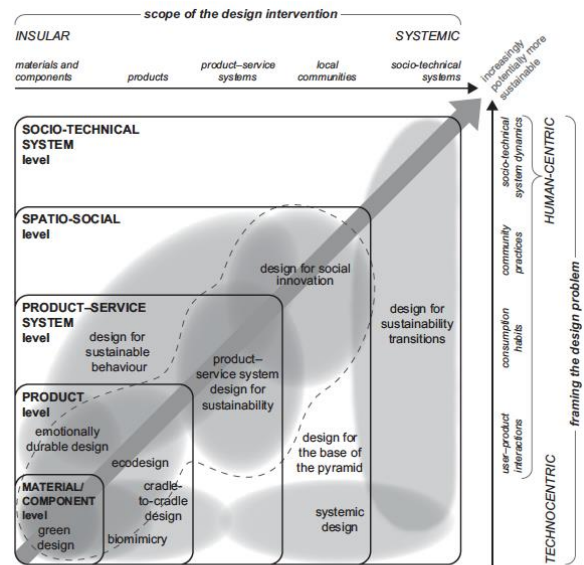 scope of the design intervention
INSULAR
SYSTEMIC
materials and
components
products
product–service
systems
local
communities
socio-technical
systems
increasingly
potentially more
sustainable
SOCIO-TECHNICAL
SYSTEM
level
SPATIO-SOCIAL
level
design for social
innovation
PRODUCT–SERVICE
SYSTEM
level
design for
sustainable
behaviour
product–
service system
design for
sustainability
design for
sustainability
transitions
PRODUCT
level
emotionally
durable design
ecodesign
design for
the base of
the pyramid
MATERIAL/
COMPONENT
level
green
design
cradle-
to-cradle
design
biomimicry
systemic
design
socio-technical
system dynamics
community
practices
consumption
habits
user–product
interactions
HUMAN-CENTRIC
TECHNOCENTRIC
framing the design problem